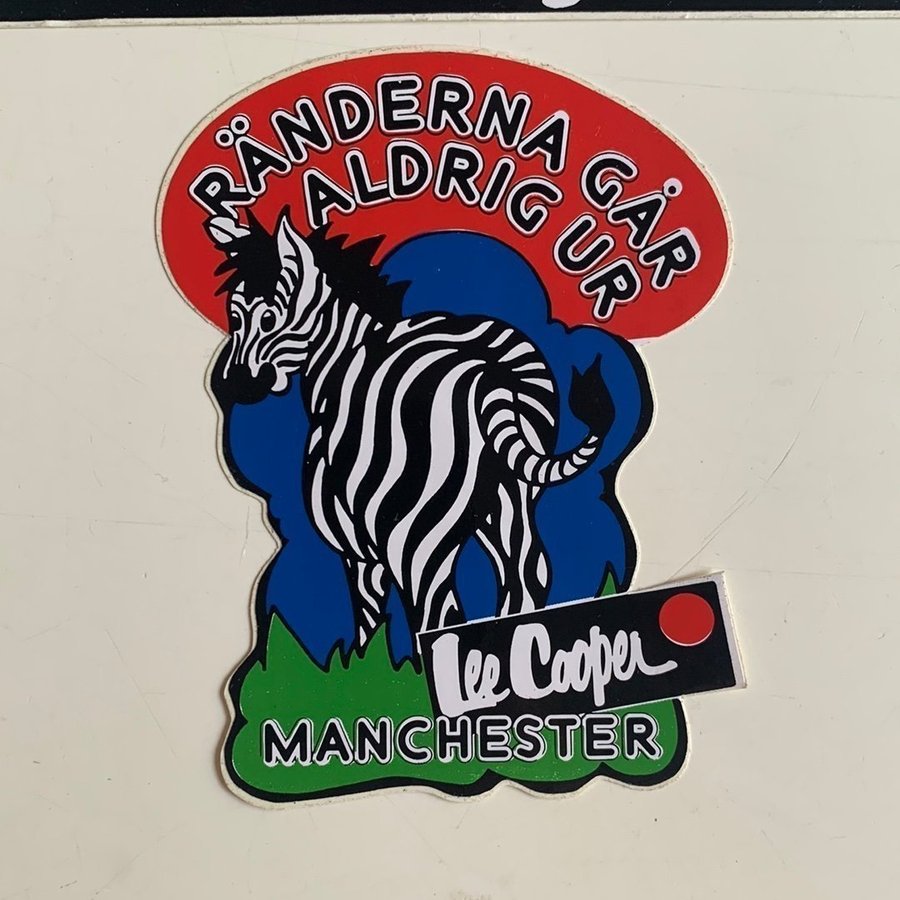 RÄNDERNA GÅR
ALDRIG UR
Lee Cooper
MANCHESTER